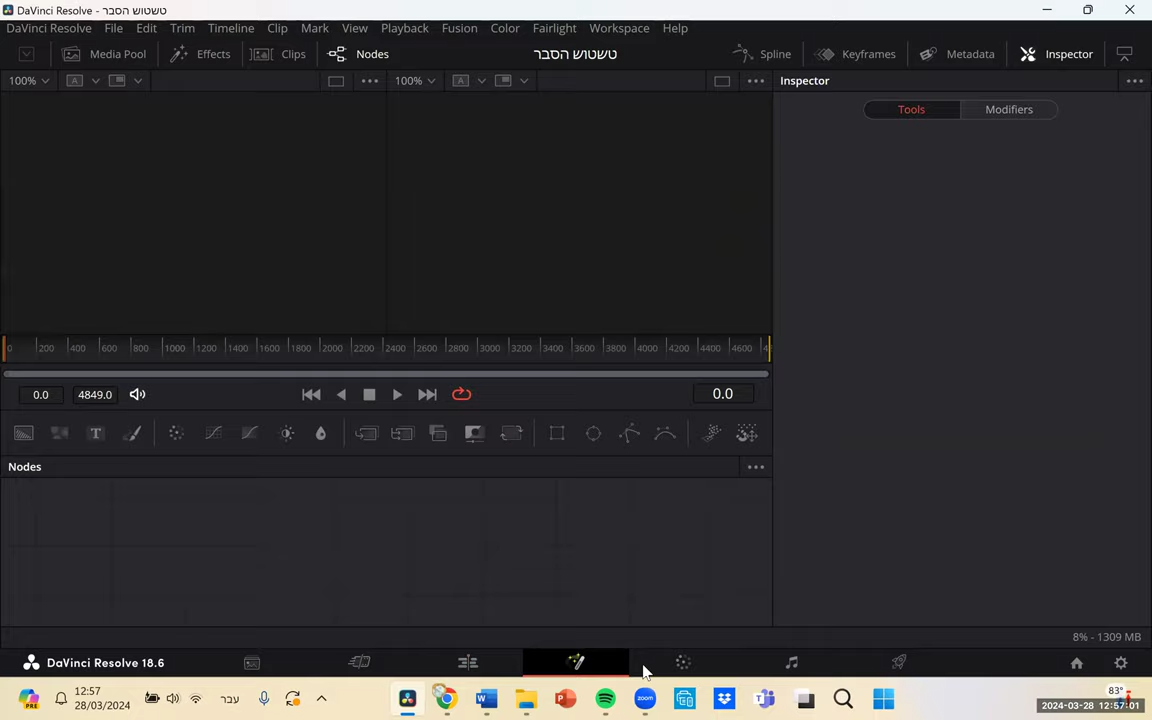 DaVinci Resolve - טשטוש הסבר
DaVinci Resolve File Edit Trim Timeline Clip Mark View Playback Fusion Color Fairlight Workspace Help
Media Pool Effects Clips Nodes טשטוש הסבר Spline Keyframes Metadata Inspector
100% A 100% A Inspector
Tools Modifiers
0 200 400 600 800 1000 1200 1400 1600 1800 2000 2200 2400 2600 2800 3000 3200 3400 3600 3800 4000 4200 4400 4600
0.0 4849.0 0.0
T
Nodes
8% - 1309 MB
DaVinci Resolve 18.6
PRE 12:57 עבר W P zoom T 83°
28/03/2024 2024-03-28 12:57:01